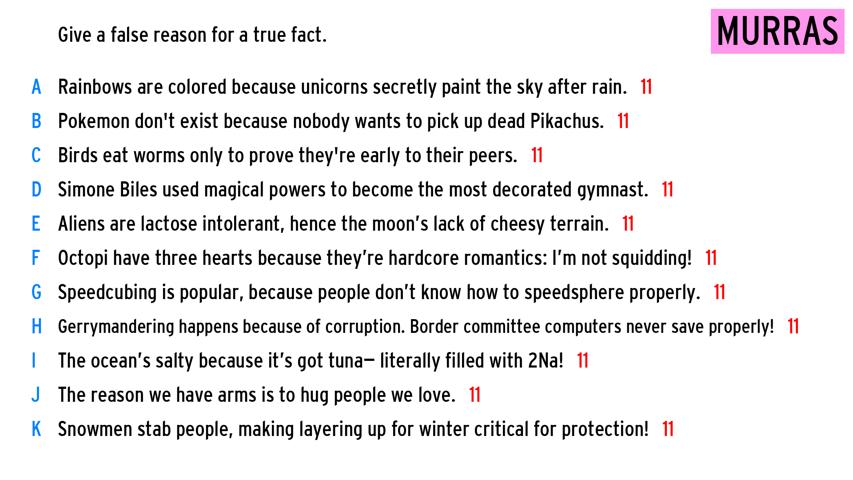 Give a false reason for a true fact.
MURRAS
A Rainbows are colored because unicorns secretly paint the sky after rain. 11
B Pokemon don't exist because nobody wants to pick up dead Pikachus. 11
C Birds eat worms only to prove they're early to their peers. 11
D Simone Biles used magical powers to become the most decorated gymnast. 11
E Aliens are lactose intolerant, hence the moon’s lack of cheesy terrain. 11
F Octopi have three hearts because they’re hardcore romantics: I’m not squidding! 11
G Speedcubing is popular, because people don’t know how to speedsphere properly. 11
H Gerrymandering happens because of corruption. Border committee computers never save properly! 11
I The ocean’s salty because it’s got tuna— literally filled with 2Na! 11
J The reason we have arms is to hug people we love. 11
K Snowmen stab people, making layering up for winter critical for protection! 11